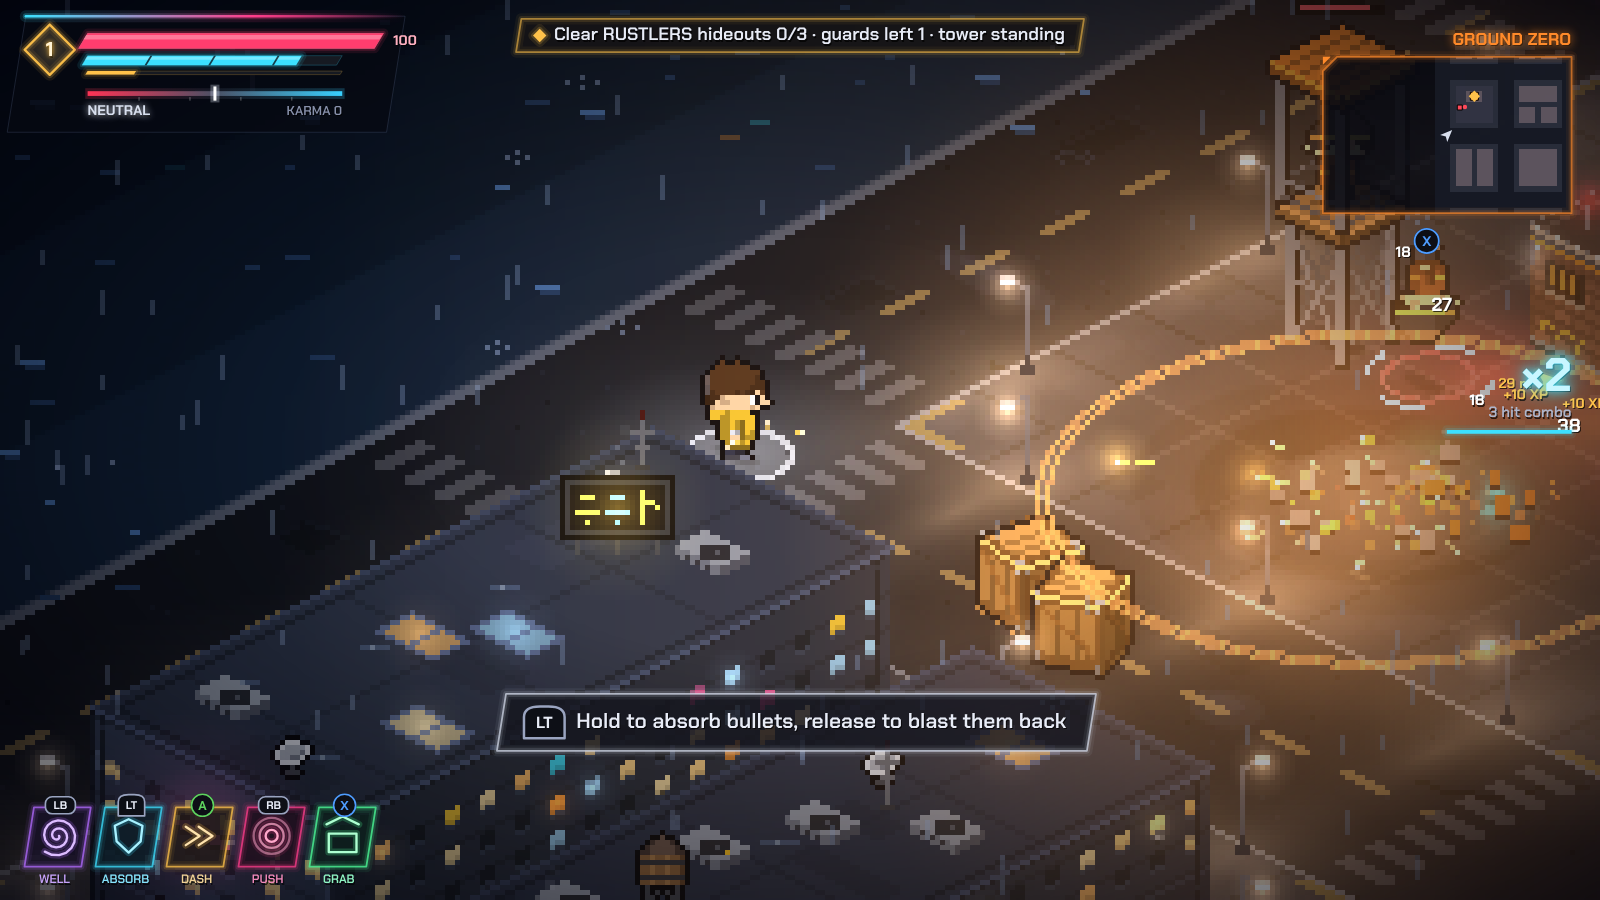 1
100
NEUTRAL
KARMA 0
Clear RUSTLERS hideouts 0/3 · guards left 1 · tower standing
GROUND ZERO
X
18
27
×2
+10 XP
+10 X
18
3 hit combo
38
LT Hold to absorb bullets, release to blast them back
LB
LT
A
RB
X
WELL
ABSORB
DASH
PUSH
GRAB